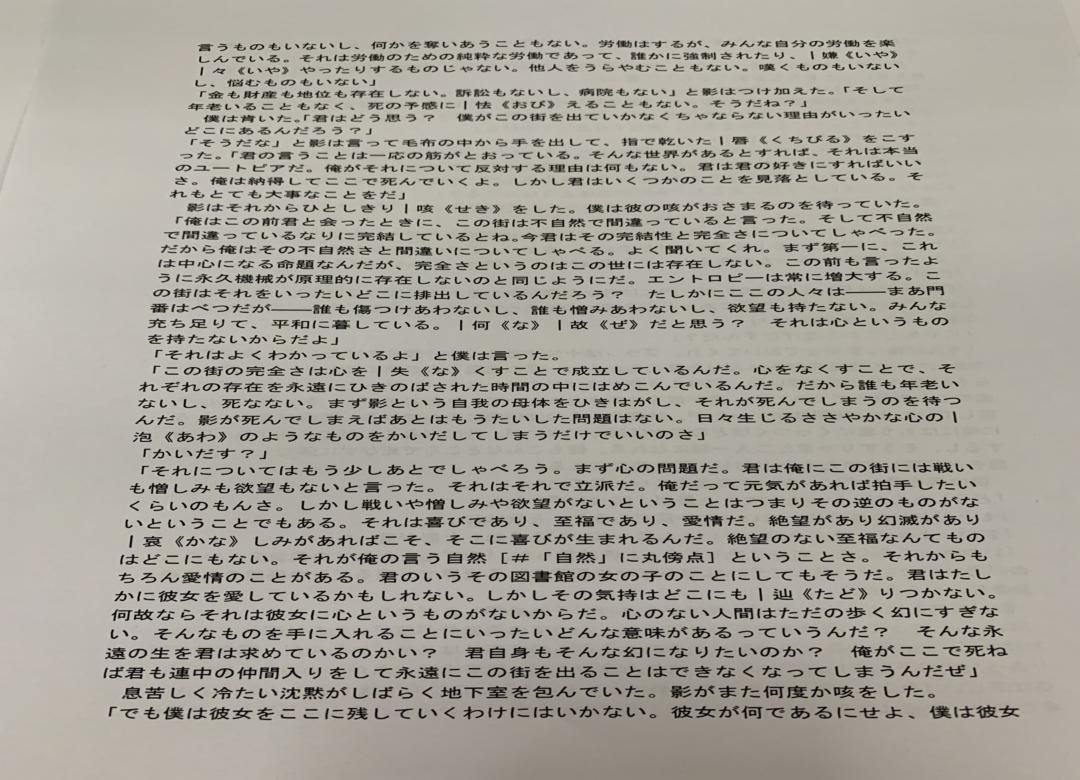 言うものもいないし、何かを奪いあうこともない。労働はするが、みんな自分の労働を楽
しんでいる。それは労働のための純粋な労働であって、誰かに強制されたり、|嫌《いや》
|々《いや》やったりするものじゃない。他人をうらやむこともない。嘆くものもいない
し、悩むものもいない」
「金も財産も地位も存在しない。訴訟もないし、病院もない」と影はつけ加えた。「そして
年老いることもなく、死の予感に|怯《おび》えることもない。そうだね?」
　僕は肯いた。「君はどう思う?　僕がこの街を出ていかなくちゃならない理由がいったい
どこにあるんだろう?」
「そうだな」と影は言って毛布の中から手を出して、指で乾いた|唇《くちびる》をこす
った。「君の言うことは一応の筋がとおっている。そんな世界があるとすれば、それは本当
のユートピアだ。俺がそれについて反対する理由は何もない。君は君の好きにすればいい
さ。俺は納得してここで死んでいくよ。しかし君はいくつかのことを見落としている。そ
れもとても大事なことをだ」
　影はそれからひとしきり|咳《せき》をした。僕は彼の咳がおさまるのを待っていた。
「俺はこの前君と会ったときに、この街は不自然で間違っていると言った。そして不自然
で間違っているなりに完結しているとね。今君はその完結性と完全さについてしゃべった。
だから俺はその不自然さと間違いについてしゃべる。よく聞いてくれ。まず第一に、これ
は中心になる命題なんだが、完全さというのはこの世には存在しない。この前も言ったよ
うに永久機械が原理的に存在しないのと同じようにだ。エントロピーは常に増大する。こ
の街はそれをいったいどこに排出しているんだろう?　たしかにここの人々は――まあ門
番はべつだが――誰も傷つけあわないし、誰も憎みあわないし、欲望も持たない。みんな
充ち足りて、平和に暮している。|何《な》|故《ぜ》だと思う?　それは心というもの
を持たないからだよ」
「それはよくわかっているよ」と僕は言った。
「この街の完全さは心を|失《な》くすことで成立しているんだ。心をなくすことで、そ
れぞれの存在を永遠にひきのばされた時間の中にはめこんでいるんだ。だから誰も年老い
ないし、死なない。まず影という自我の母体をひきはがし、それが死んでしまうのを待つ
んだ。影が死んでしまえばあとはもうたいした問題はない。日々生じるささやかな心の|
泡《あわ》のようなものをかいだしてしまうだけでいいのさ」
「かいだす?」
「それについてはもう少しあとでしゃべろう。まず心の問題だ。君は俺にこの街には戦い
も憎しみも欲望もないと言った。それはそれで立派だ。俺だって元気があれば拍手したい
くらいのもんさ。しかし戦いや憎しみや欲望がないということはつまりその逆のものがな
いということでもある。それは喜びであり、至福であり、愛情だ。絶望があり幻滅があり
|哀《かな》しみがあればこそ、そこに喜びが生まれるんだ。絶望のない至福なんてもの
はどこにもない。それが俺の言う自然[#「自然」に丸傍点]ということさ。それからも
ちろん愛情のことがある。君のいうその図書館の女の子のことにしてもそうだ。君はたし
かに彼女を愛しているかもしれない。しかしその気持はどこにも|辿《たど》りつかない。
何故ならそれは彼女に心というものがないからだ。心のない人間はただの歩く幻にすぎな
い。そんなものを手に入れることにいったいどんな意味があるっていうんだ?　そんな永
遠の生を君は求めているのかい?　君自身もそんな幻になりたいのか?　俺がここで死ね
ば君も連中の仲間入りをして永遠にこの街を出ることはできなくなってしまうんだぜ」
　息苦しく冷たい沈黙がしばらく地下室を包んでいた。影がまた何度か咳をした。
「でも僕は彼女をここに残していくわけにはいかない。彼女が何であるにせよ、僕は彼女